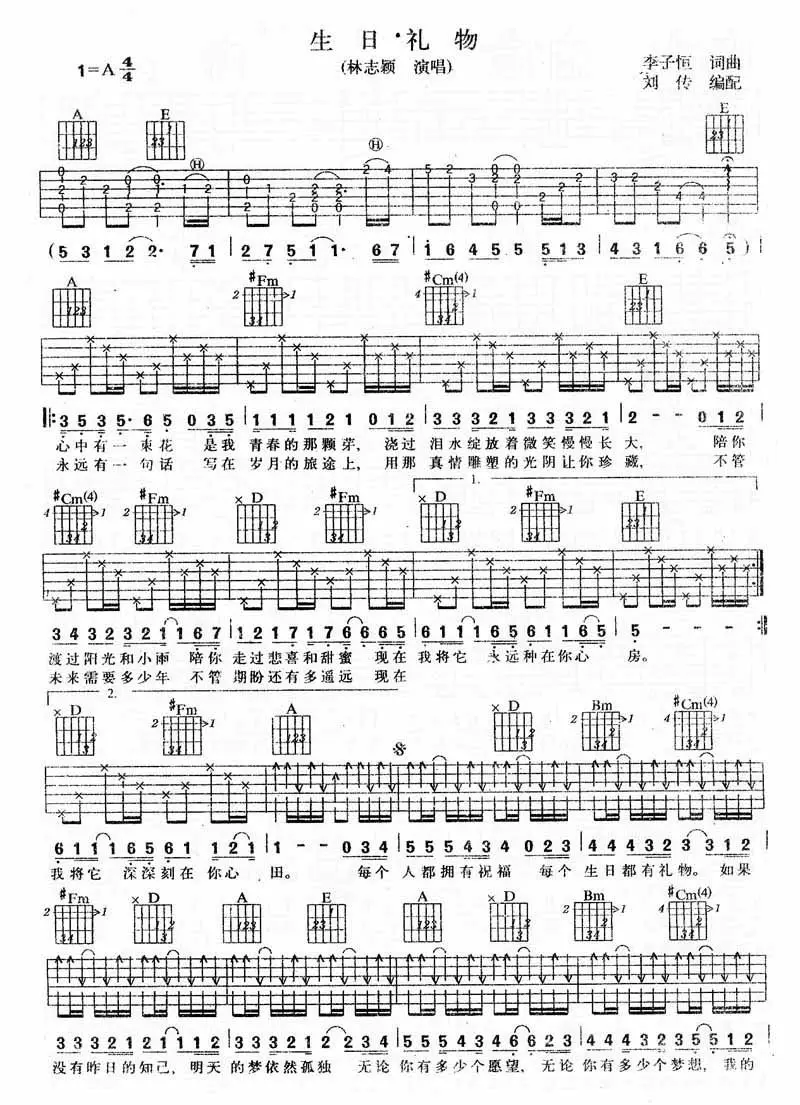 生日·礼物
1=A 4/4
(林志颖 演唱)
李子恒 词曲
刘传 编配
A E E
(5 3 1 2 2· 7 1 | 2 7 5 1 1· 6 7 | 1 6 4 5 5 5 1 3 | 4 3 1 6 6 5) |
A #Fm #Cm(4) E
3 5 3 5· 6 5 0 3 5 | 1 1 1 1 2 1 0 1 2 | 3 3 3 2 1 3 3 3 2 1 | 2 - - 0 1 2 |
心中有一束花 是我 青春的那颗芽, 浇过 泪水绽放着微笑慢慢长大, 陪你
永远有一句话 写在 岁月的旅途上, 用那 真情雕塑的光阴让你珍藏, 不管
#Cm(4) #Fm D #Fm D #Fm E
1.
3 4 3 2 3 2 1 1 6 7 | 1 2 1 7 1 7 6 6 6 5 | 6 1 1 1 6 5 6 1 1 6 5 | 5 - -
渡过阳光和小雨 陪你 走过悲喜和甜蜜 现在 我将它 永远种在你心 房。
未来需要多少年 不管 期盼还有多遥远 现在
2.
D #Fm A D Bm #Cm(4)
6 1 1 1 6 5 6 1 1 2 1 | 1 - - 0 3 4 | 5 5 5 5 4 3 2 3 4 | 4 4 4 3 2 3 3 1 2 |
我将它 深深刻在你心 田。 每个 人都拥有祝福 每个 生日都有礼物。如果
#Fm D A E A D Bm #Cm(4)
3 3 3 2 3 2 1 1 1 2 | 3 3 3 2 1 2 2 3 4 | 5 5 5 5 4 3 4 6 6 2 3 | 4 4 4 4 3 2 3 5 5 1 2
没有昨日的知己, 明天 的梦依然孤独 无论 你有多少个愿望, 无论 你有多少个梦想, 我的